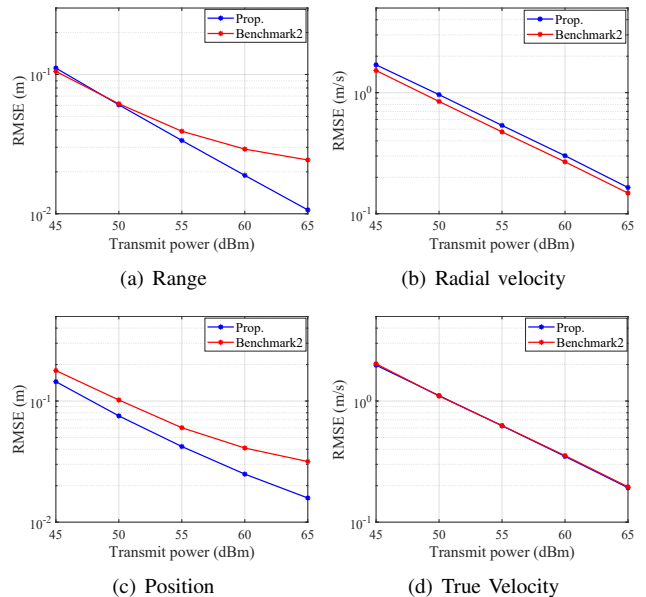 Prop.
Benchmark2
RMSE (m)
10^-1
10^-2
45 50 55 60 65
Transmit power (dBm)
(a) Range
Prop.
Benchmark2
RMSE (m/s)
10^0
10^-1
45 50 55 60 65
Transmit power (dBm)
(b) Radial velocity
Prop.
Benchmark2
RMSE (m)
10^-1
10^-2
45 50 55 60 65
Transmit power (dBm)
(c) Position
Prop.
Benchmark2
RMSE (m/s)
10^0
10^-1
45 50 55 60 65
Transmit power (dBm)
(d) True Velocity